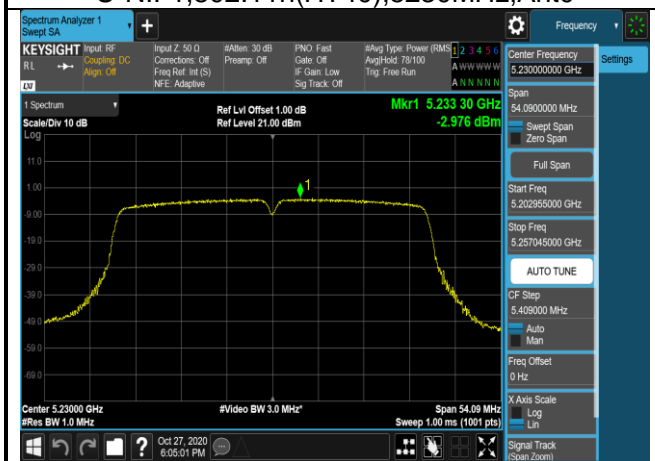 U-NII-1,802.11n(HT40),5230MHz,Ant0
Spectrum Analyzer 1
Swept SA
+
Frequency
KEYSIGHT
RL
LXI
Input: RF
Coupling: DC
Align: Off
Input Z: 50 Ω
Corrections: Off
Freq Ref: Int (S)
NFE: Adaptive
#Atten: 30 dB
Preamp: Off
PNO: Fast
Gate: Off
IF Gain: Low
Sig Track: Off
#Avg Type: Power (RMS
Avg|Hold: 78/100
Trig: Free Run
1 2 3 4 5 6
A W W W W W
A N N N N N
Center Frequency
5.230000000 GHz
Settings
Span
54.0900000 MHz
Swept Span
Zero Span
Full Span
Start Freq
5.202955000 GHz
Stop Freq
5.257045000 GHz
AUTO TUNE
CF Step
5.409000 MHz
Auto
Man
Freq Offset
0 Hz
X Axis Scale
Log
Lin
Signal Track
(Span Zoom)
1 Spectrum
Scale/Div 10 dB
Log
Ref Lvl Offset 1.00 dB
Ref Level 21.00 dBm
Mkr1 5.233 30 GHz
-2.976 dBm
11.0
1.00
-9.00
-19.0
-29.0
-39.0
-49.0
-59.0
-69.0
1
Center 5.23000 GHz
#Res BW 1.0 MHz
#Video BW 3.0 MHz*
Span 54.09 MHz
Sweep 1.00 ms (1001 pts)
?
Oct 27, 2020
6:05:01 PM